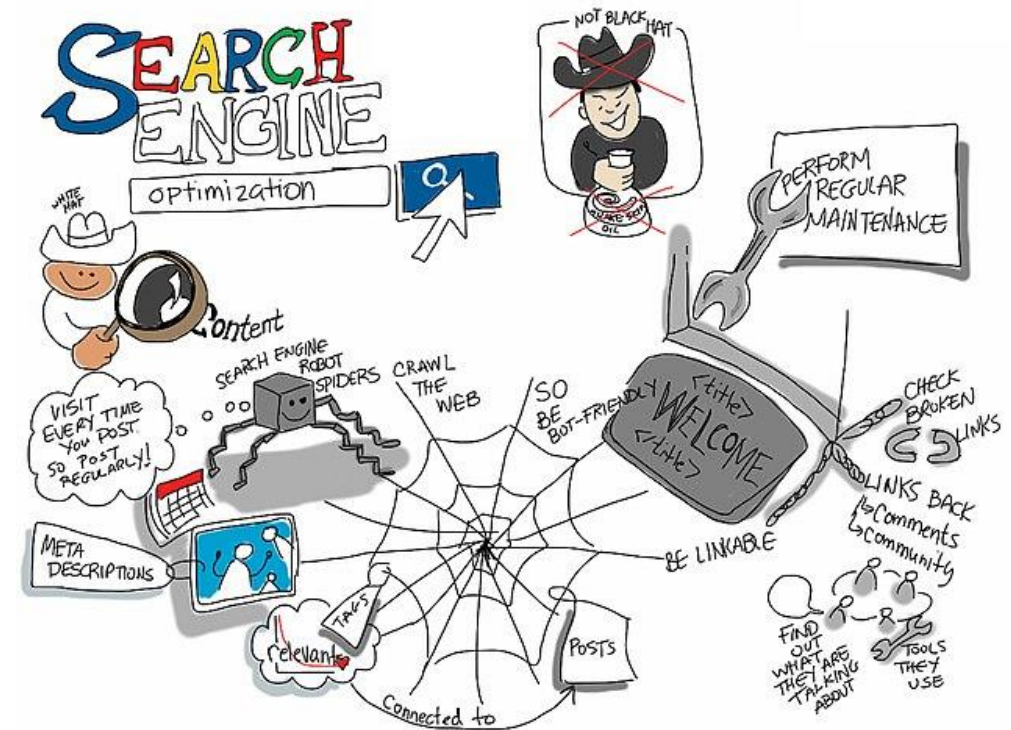 SEARCH
ENGINE
optimization
NOT BLACK HAT
SNAKE SKIN
OIL
PERFORM
REGULAR
MAINTENANCE
WHITE
HAT
Content
SEARCH ENGINE
ROBOT
SPIDERS
CRAWL
THE
WEB
SO
BE
BOT-FRIENDLY
<title>
WELCOME
</title>
CHECK
BROKEN
LINKS
VISIT
EVERY TIME
YOU POST
SO POST
REGULARLY!
LINKS BACK
Comments
Community
META
DESCRIPTIONS
BE LINKABLE
TAGS
relevant
POSTS
Connected to
FIND
OUT
WHAT
THEY ARE
TALKING
ABOUT
TOOLS
THEY
USE